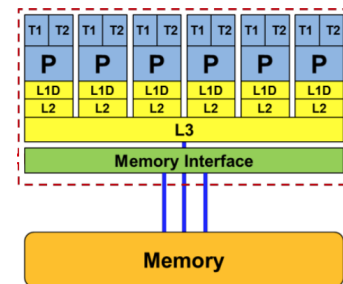 T1 T2 T1 T2 T1 T2 T1 T2 T1 T2 T1 T2
P P P P P P
L1D L1D L1D L1D L1D L1D
L2 L2 L2 L2 L2 L2
L3
Memory Interface
Memory